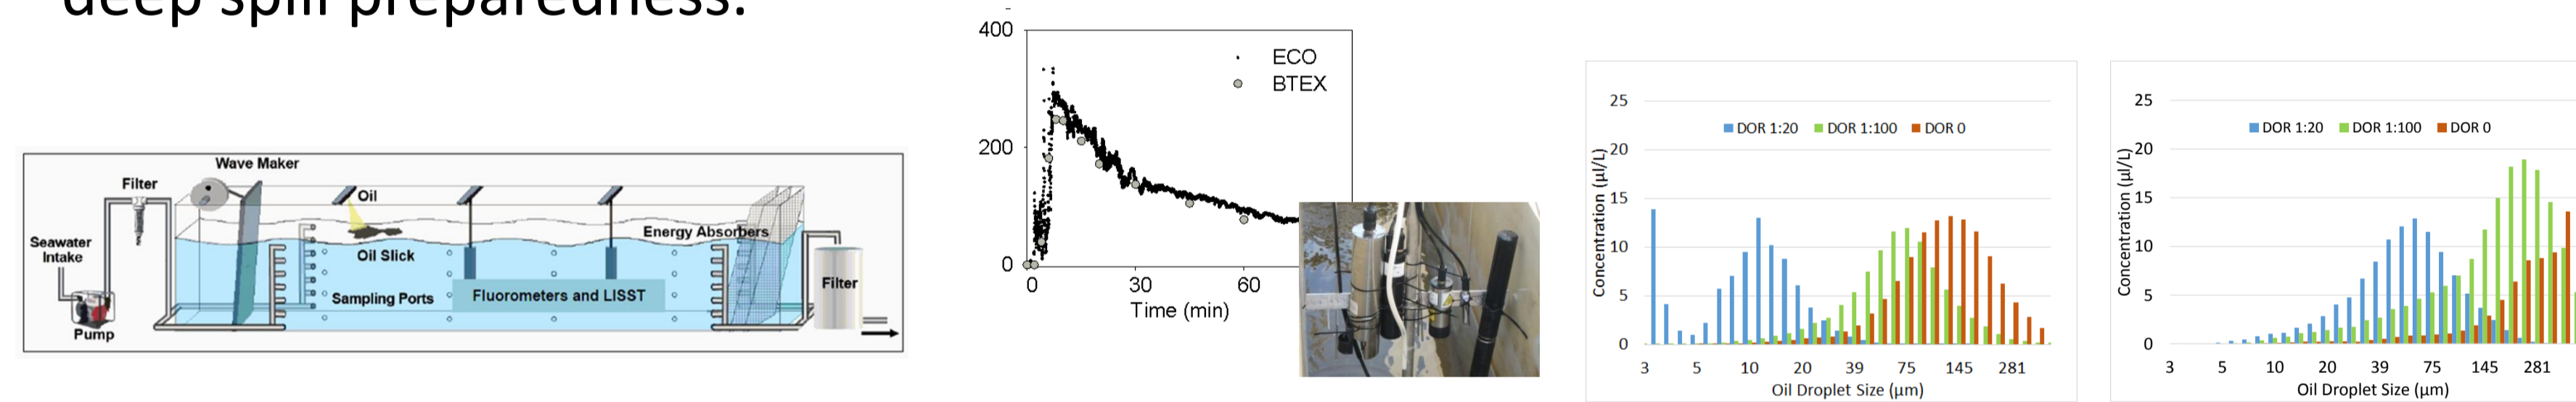 deep spill preparedness.
Wave Maker
Filter
Oil
Seawater
Intake
Energy Absorbers
Oil Slick
Sampling Ports
Fluorometers and LISST
Filter
Pump
400
200
0
ECO
BTEX
0 30 60
Time (min)
25
20
15
10
5
0
DOR 1:20 DOR 1:100 DOR 0
Concentration (µl/L)
3 5 10 20 39 75 145 281
Oil Droplet Size (µm)
25
20
15
10
5
0
DOR 1:20 DOR 1:100 DOR 0
Concentration (µl/L)
3 5 10 20 39 75 145 281
Oil Droplet Size (µm)